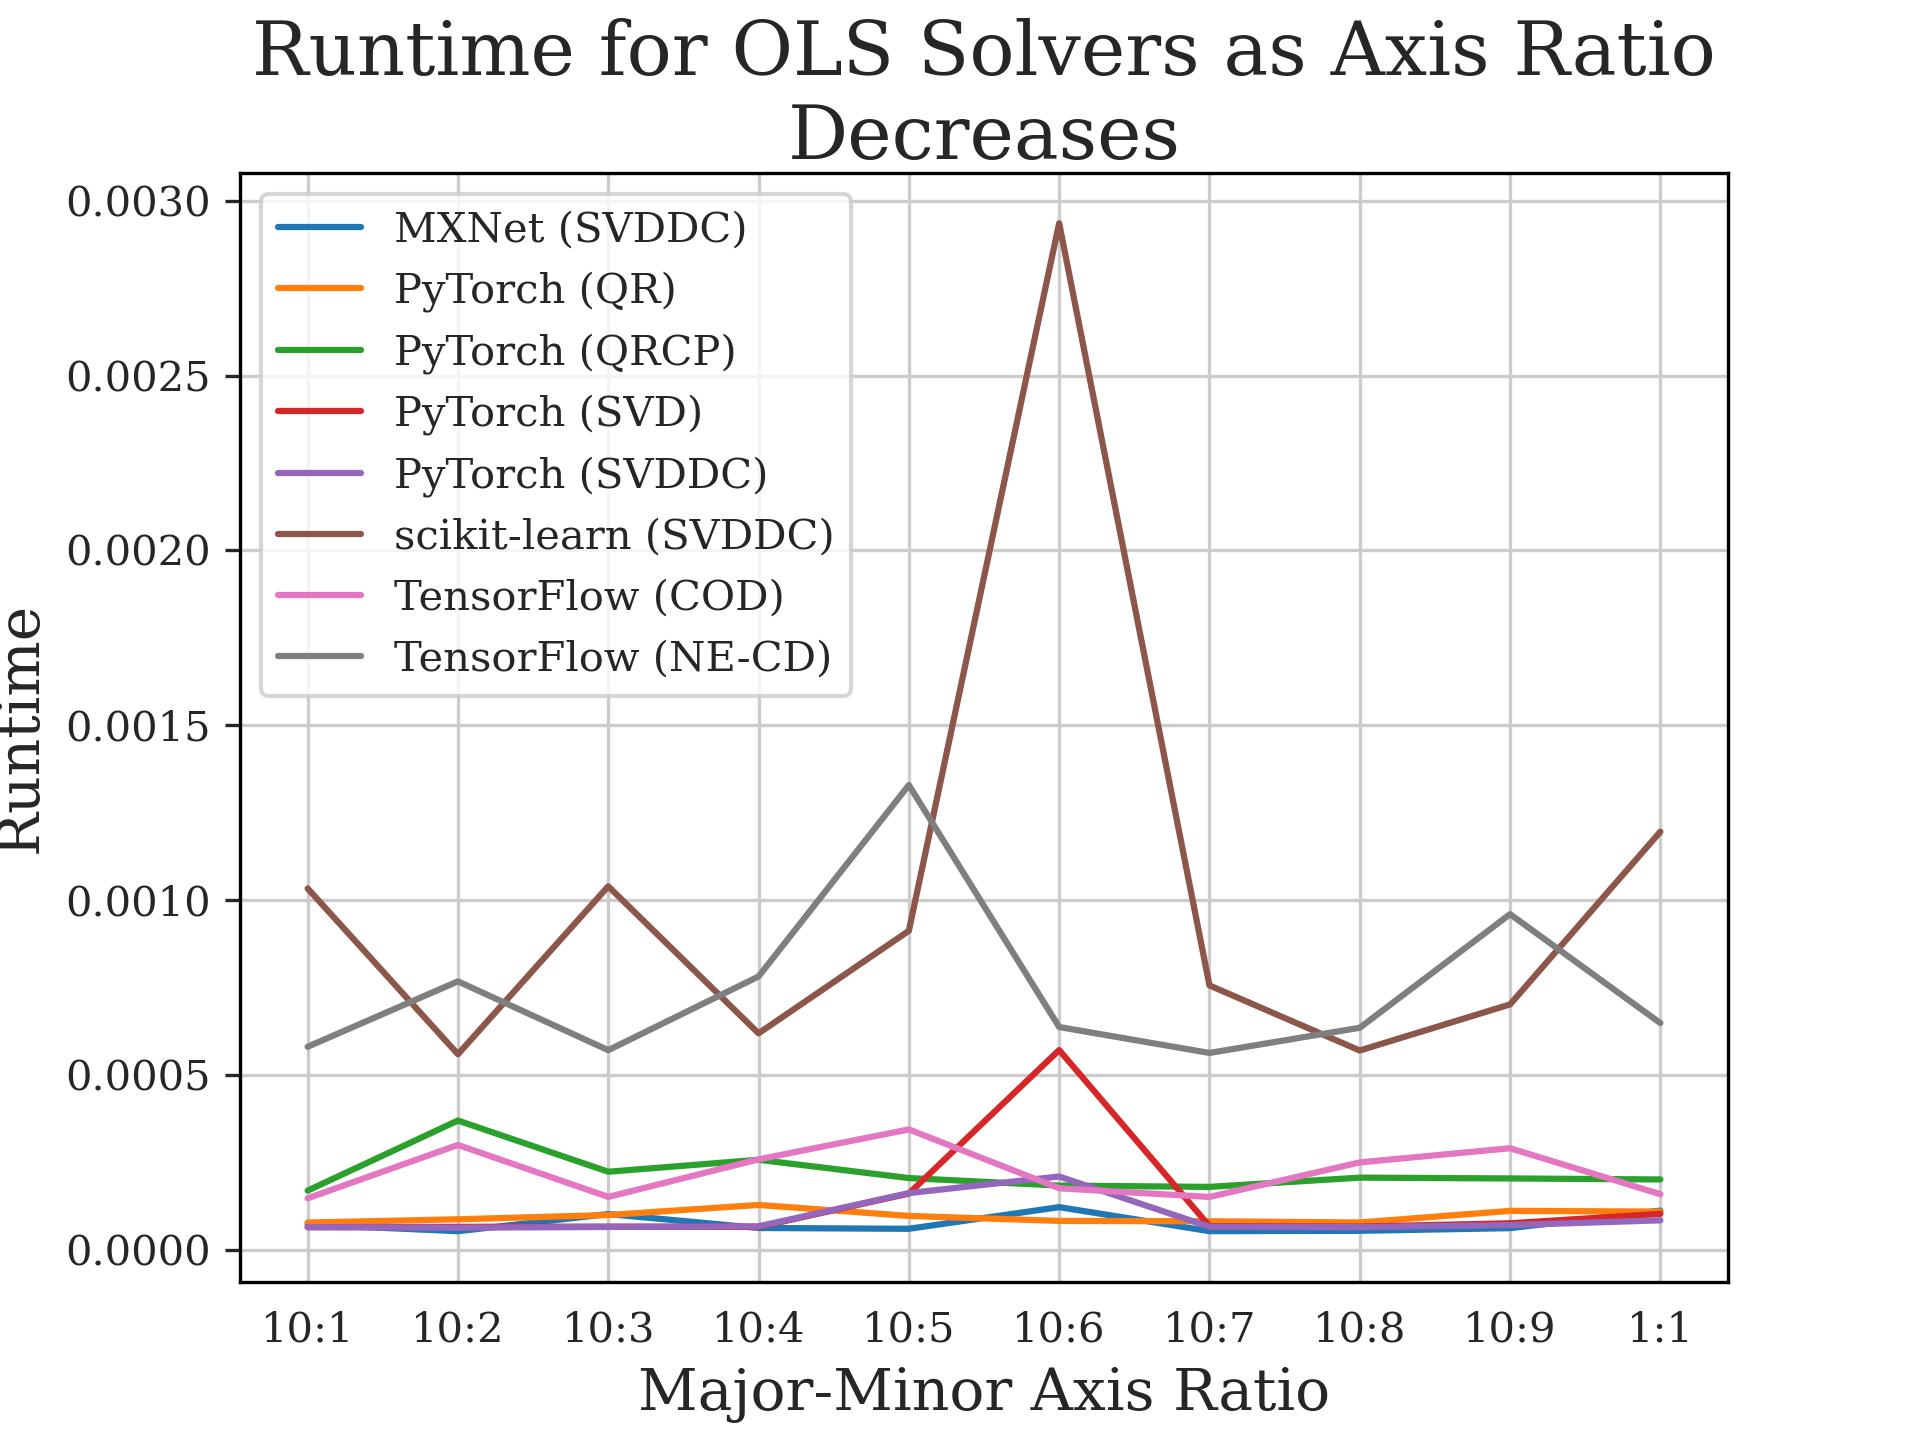 Runtime for OLS Solvers as Axis Ratio
Decreases
0.0030
0.0025
0.0020
0.0015
0.0010
0.0005
0.0000
Runtime
MXNet (SVDDC)
PyTorch (QR)
PyTorch (QRCP)
PyTorch (SVD)
PyTorch (SVDDC)
scikit-learn (SVDDC)
TensorFlow (COD)
TensorFlow (NE-CD)
10:1 10:2 10:3 10:4 10:5 10:6 10:7 10:8 10:9 1:1
Major-Minor Axis Ratio